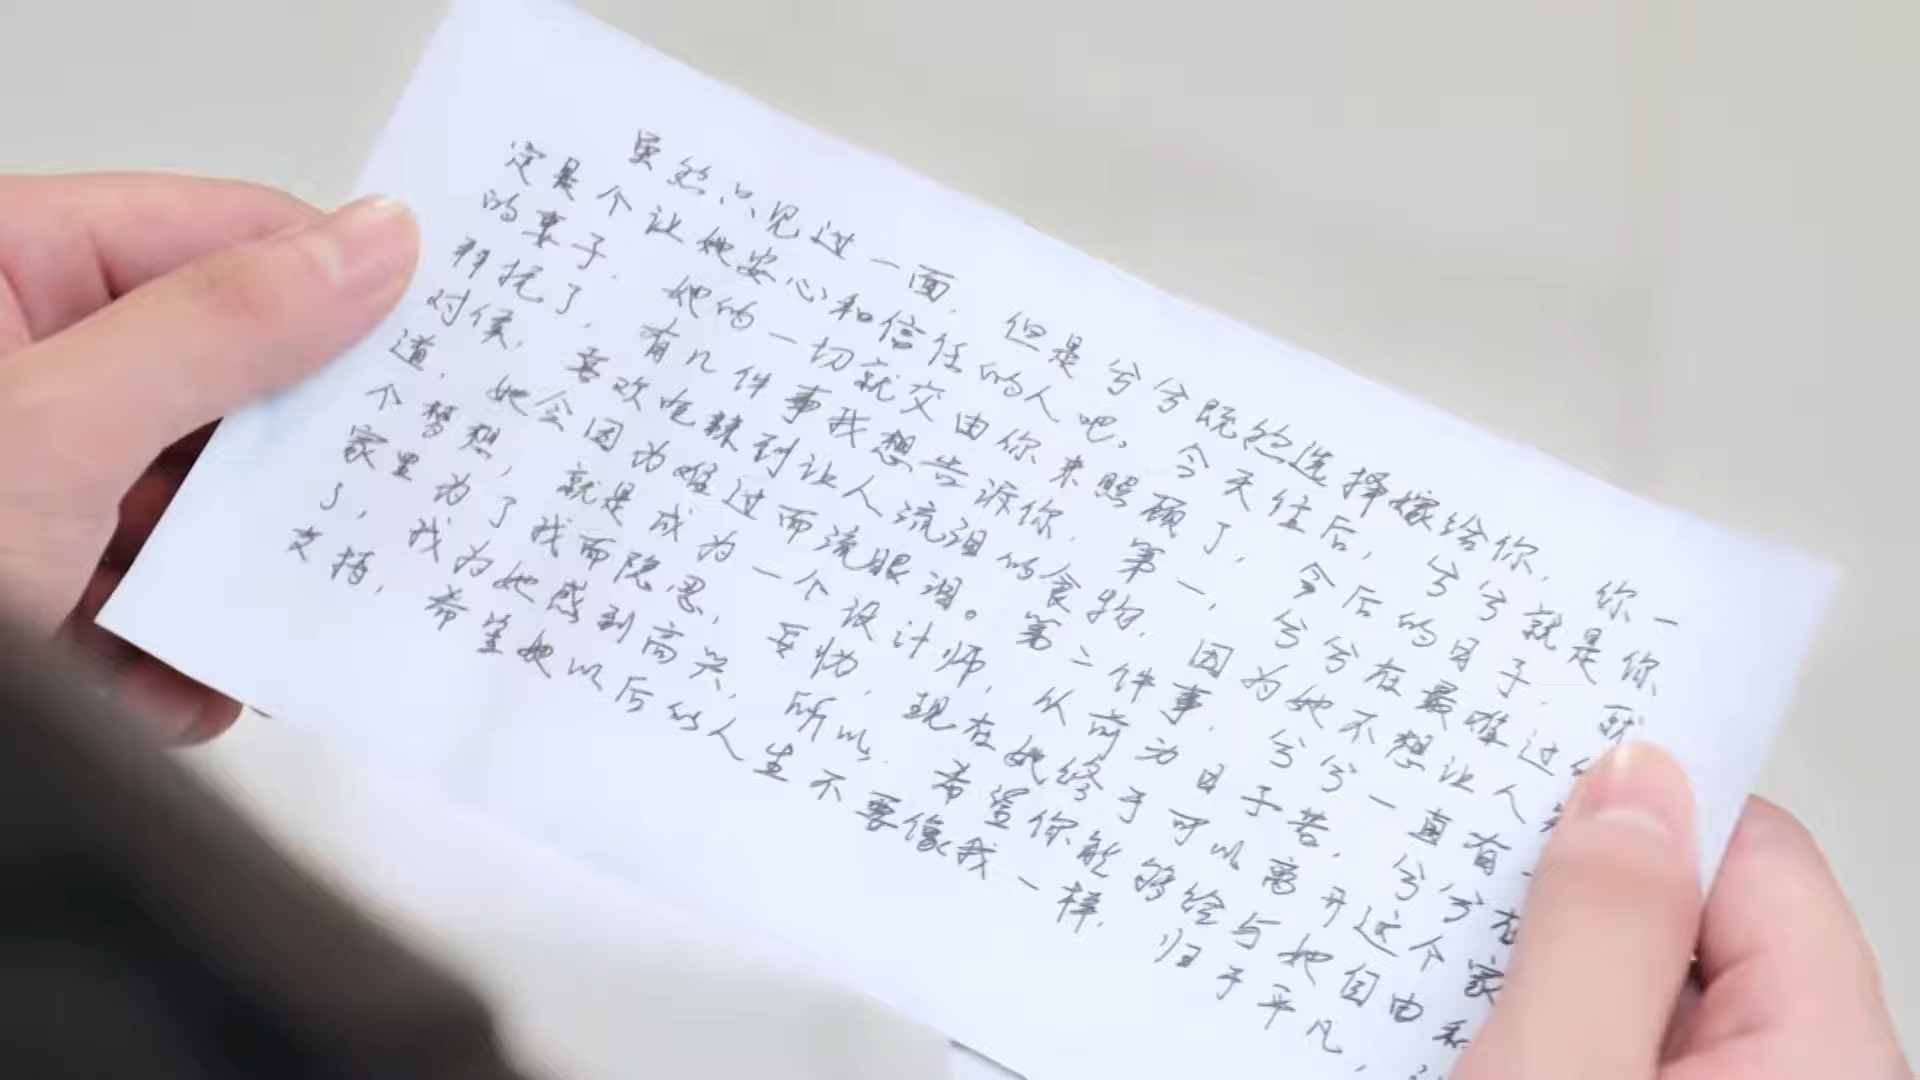 虽然只见过一面，但是兮兮既然选择嫁给你，你一
定是个让她安心和信任的人吧。今天往后，兮兮就是你
的妻子，她的一切就交由你来照顾了，今后的日子，就
拜托了，有几件事我想告诉你，第一，兮兮在最难过的
时候，喜欢吃辣到让人流泪的食物，因为她不想让人知
道，她会因为难过而流眼泪。第二件事，兮兮一直有一
个梦想，就是成为一个设计师，从前为日子苦，兮兮在
家里为了我而隐忍，妥协，现在她终于可以离开这个家
了，我为她感到高兴，所以，希望你能够给与她自由和
支持，希望她以后的人生不要像我一样，归于平凡，